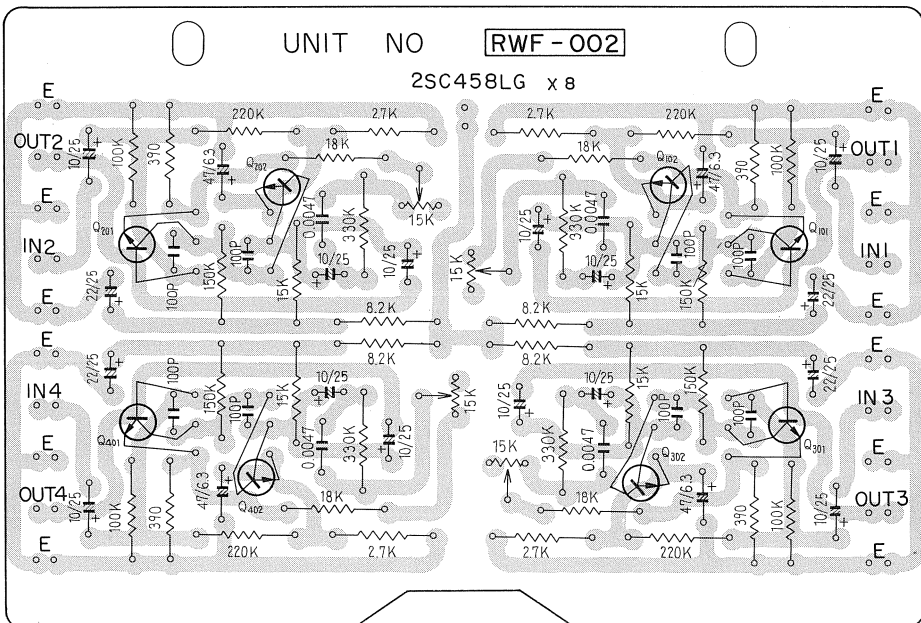 UNIT NO RWF-002
2SC458LG x 8
E 220K 2.7K 2.7K 220K E
OUT2 10/25 100K 390 47/6.3 18K 18K Q102 47/6.3 390 100K 10/25 OUT1
Q202
E 15K E
Q201 0.0047 330K 10/25 330K 0.0047 Q101
IN2 100P 10/25 15K 100P IN1
22/25 100P 150K 100P 15K 10/25 10/25 15K 150K 100P 22/25
E 8.2K 8.2K E
E 8.2K 8.2K E
22/25 100P 150K 100P 15K 10/25 10/25 15K 150K 22/25
IN4 15K 10/25 100P 100P IN3
Q401 0.0047 330K 10/25 330K 0.0047 Q302 Q301
E 15K E
OUT4 10/25 100K 390 47/6.3 Q402 18K 18K 47/6.3 390 100K 10/25 OUT3
E 220K 2.7K 2.7K 220K E